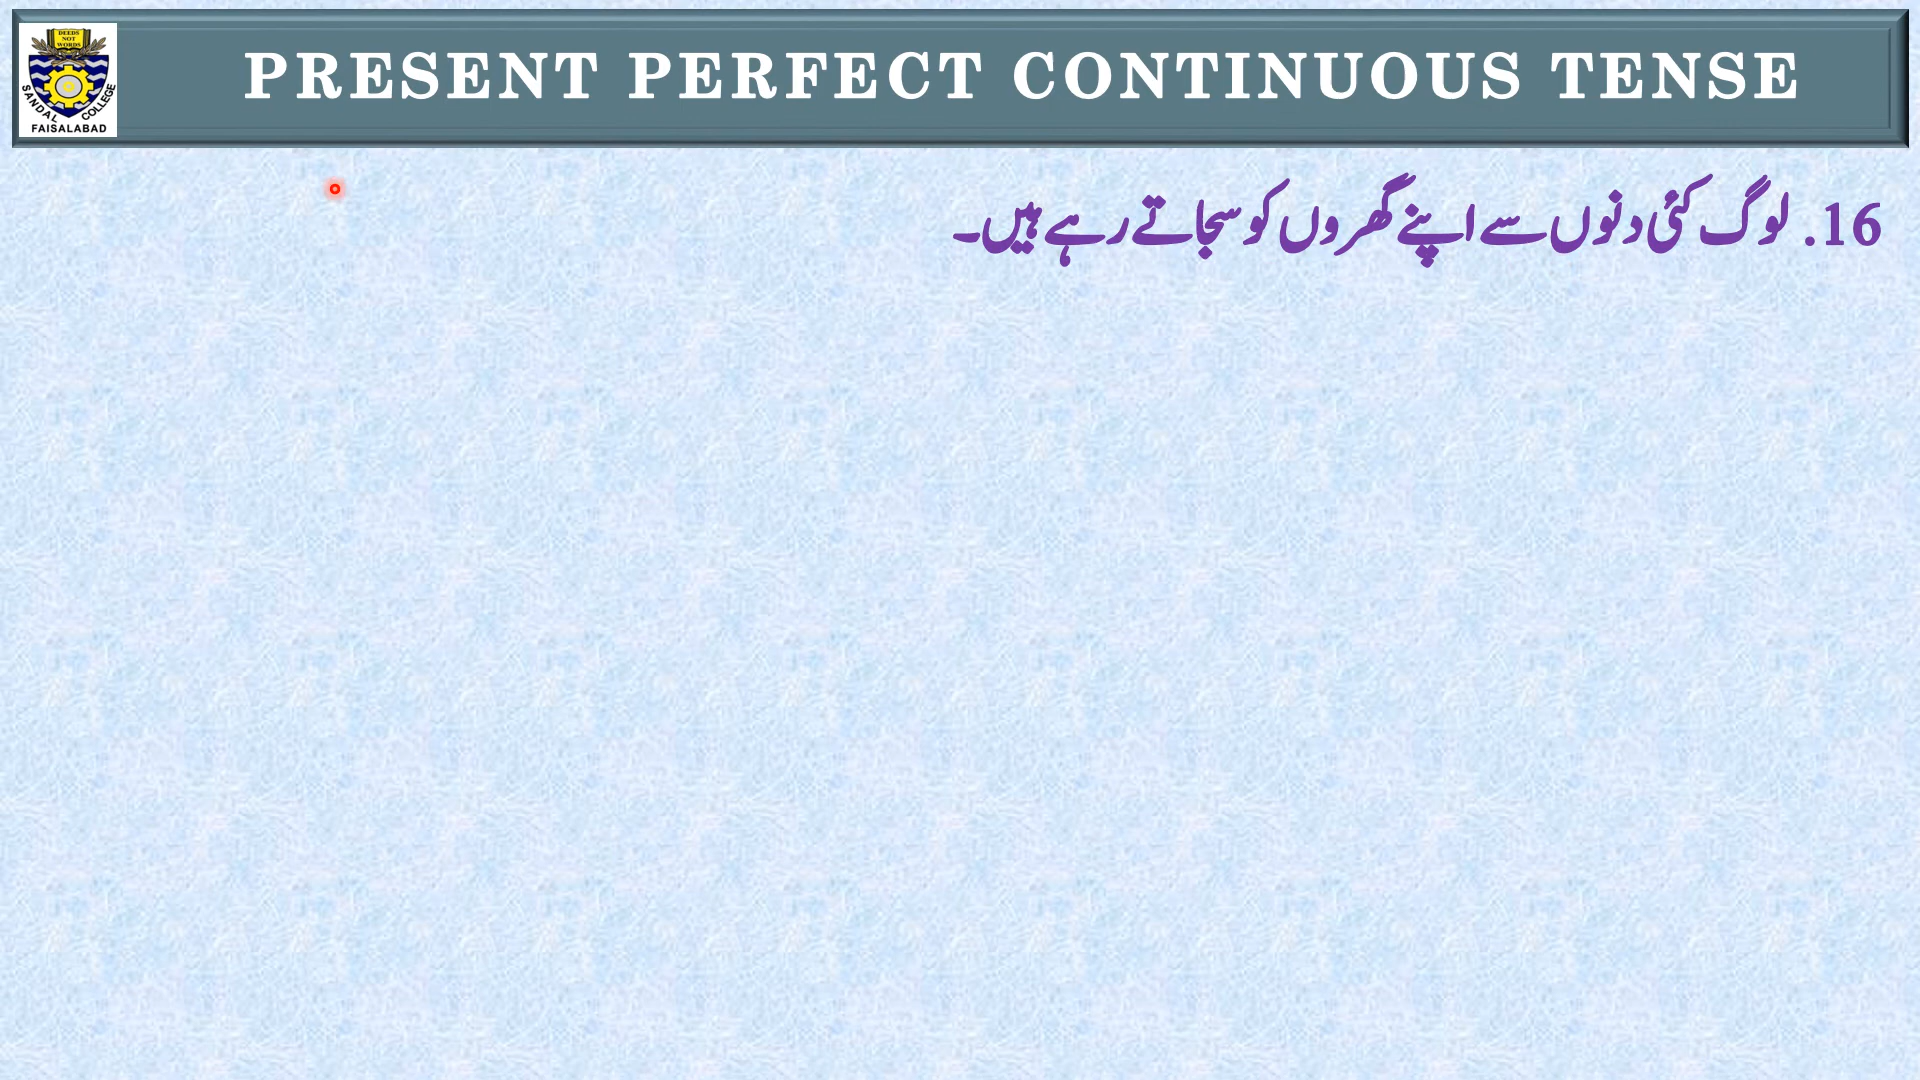 DEEDS
NOT
WORDS
SANDAL COLLEGE
FAISALABAD
PRESENT PERFECT CONTINUOUS TENSE
16. لوگ کئی دنوں سے اپنے گھروں کو سجاتے رہے ہیں۔